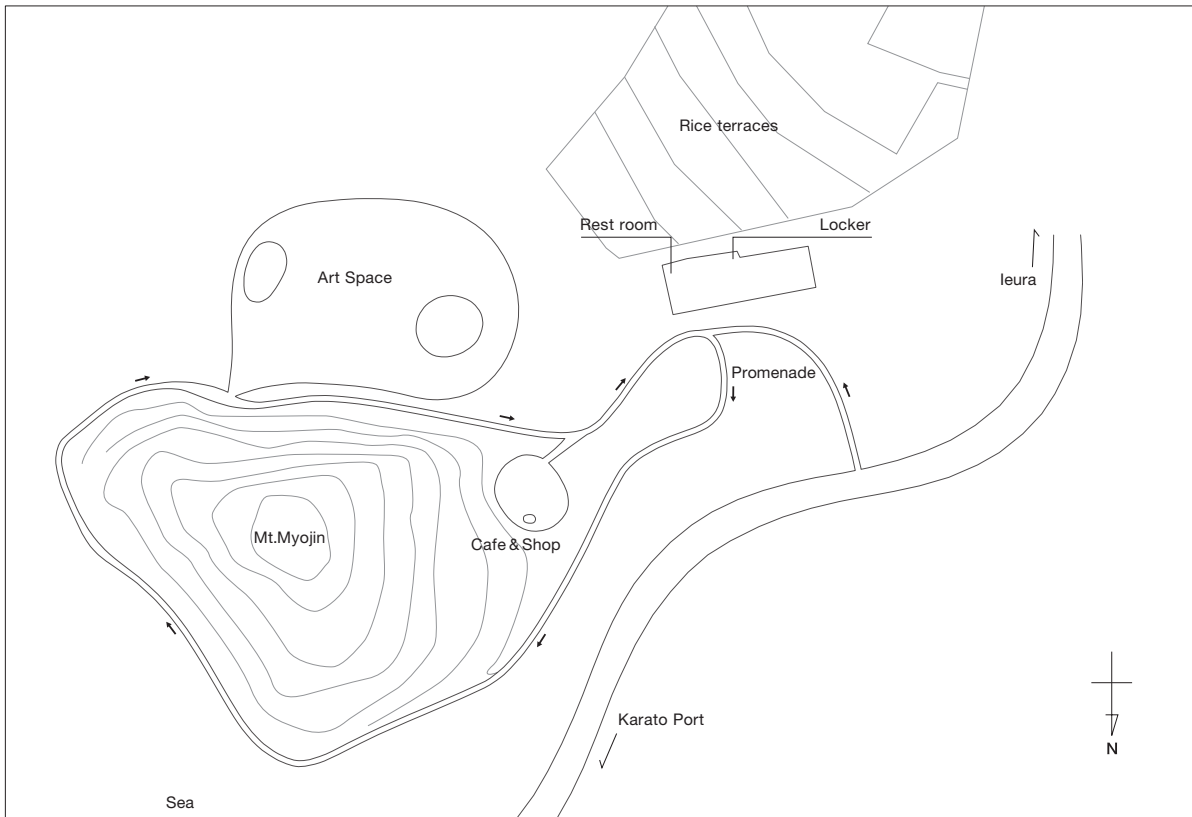 Rice terraces
Rest room
Locker
Art Space
Ieura
Promenade
Mt.Myojin
Cafe & Shop
Karato Port
N
Sea